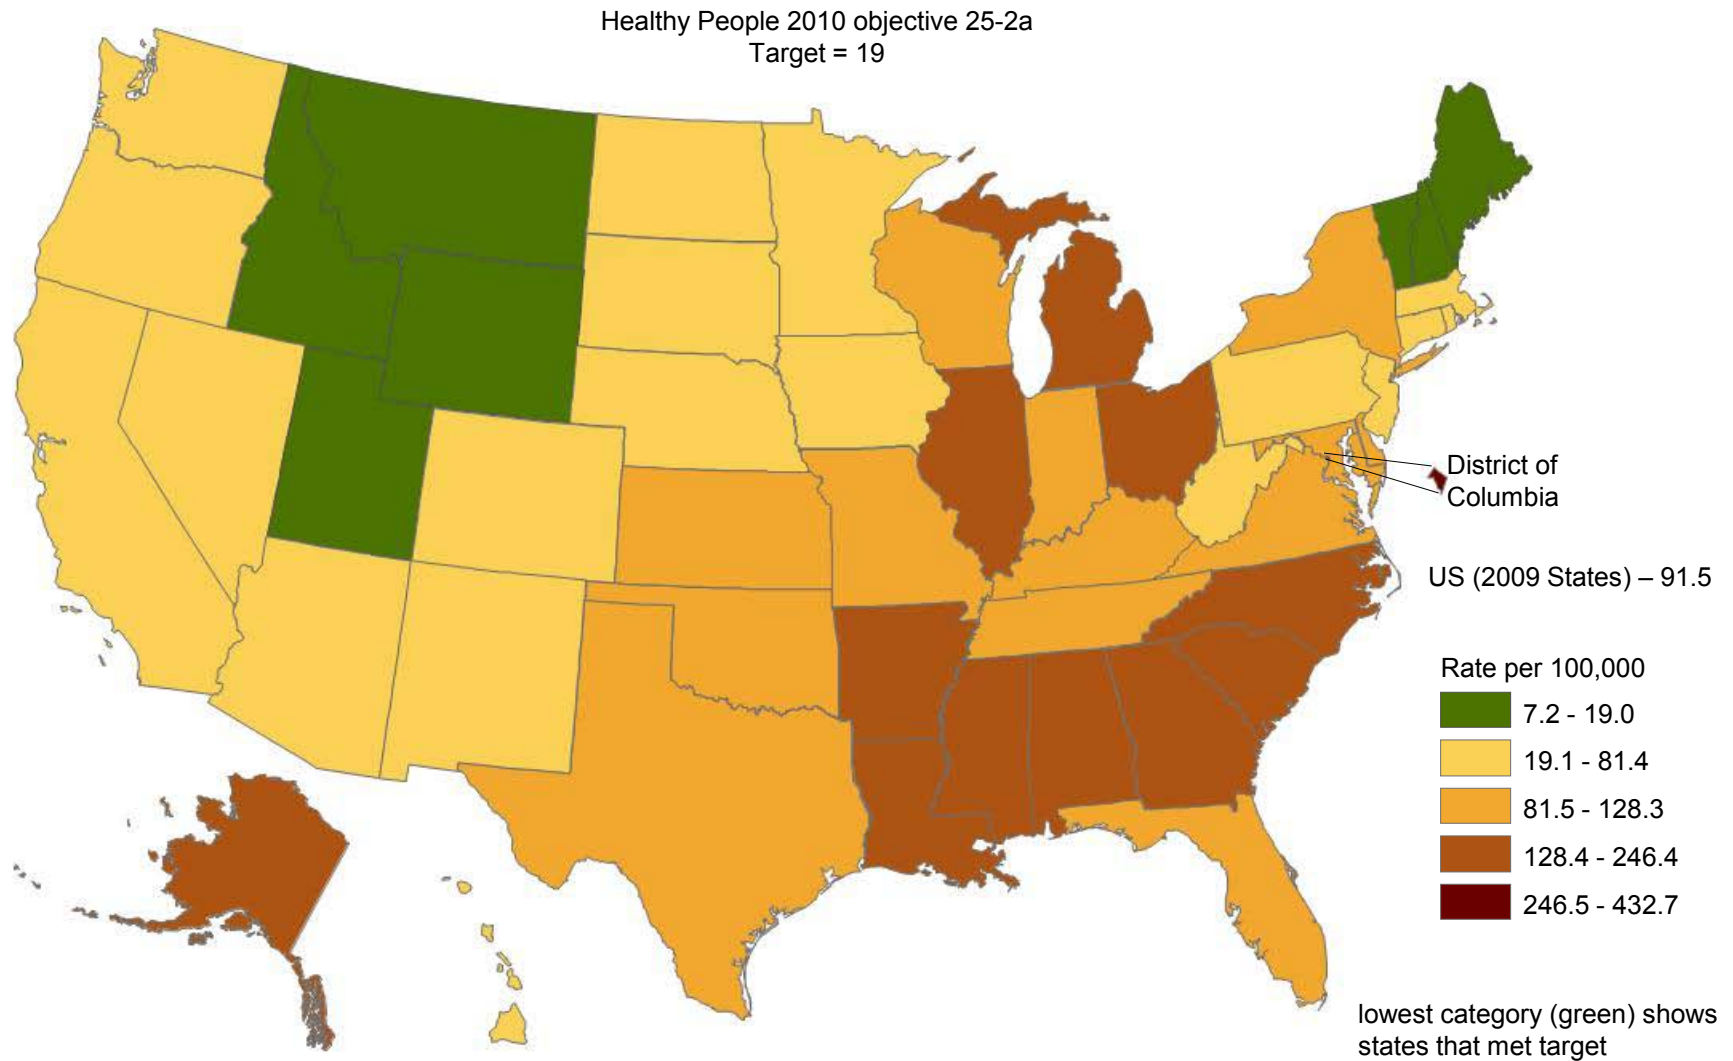 Healthy People 2010 objective 25-2a
Target = 19
District of
Columbia
US (2009 States) – 91.5
Rate per 100,000
7.2 - 19.0
19.1 - 81.4
81.5 - 128.3
128.4 - 246.4
246.5 - 432.7
lowest category (green) shows
states that met target